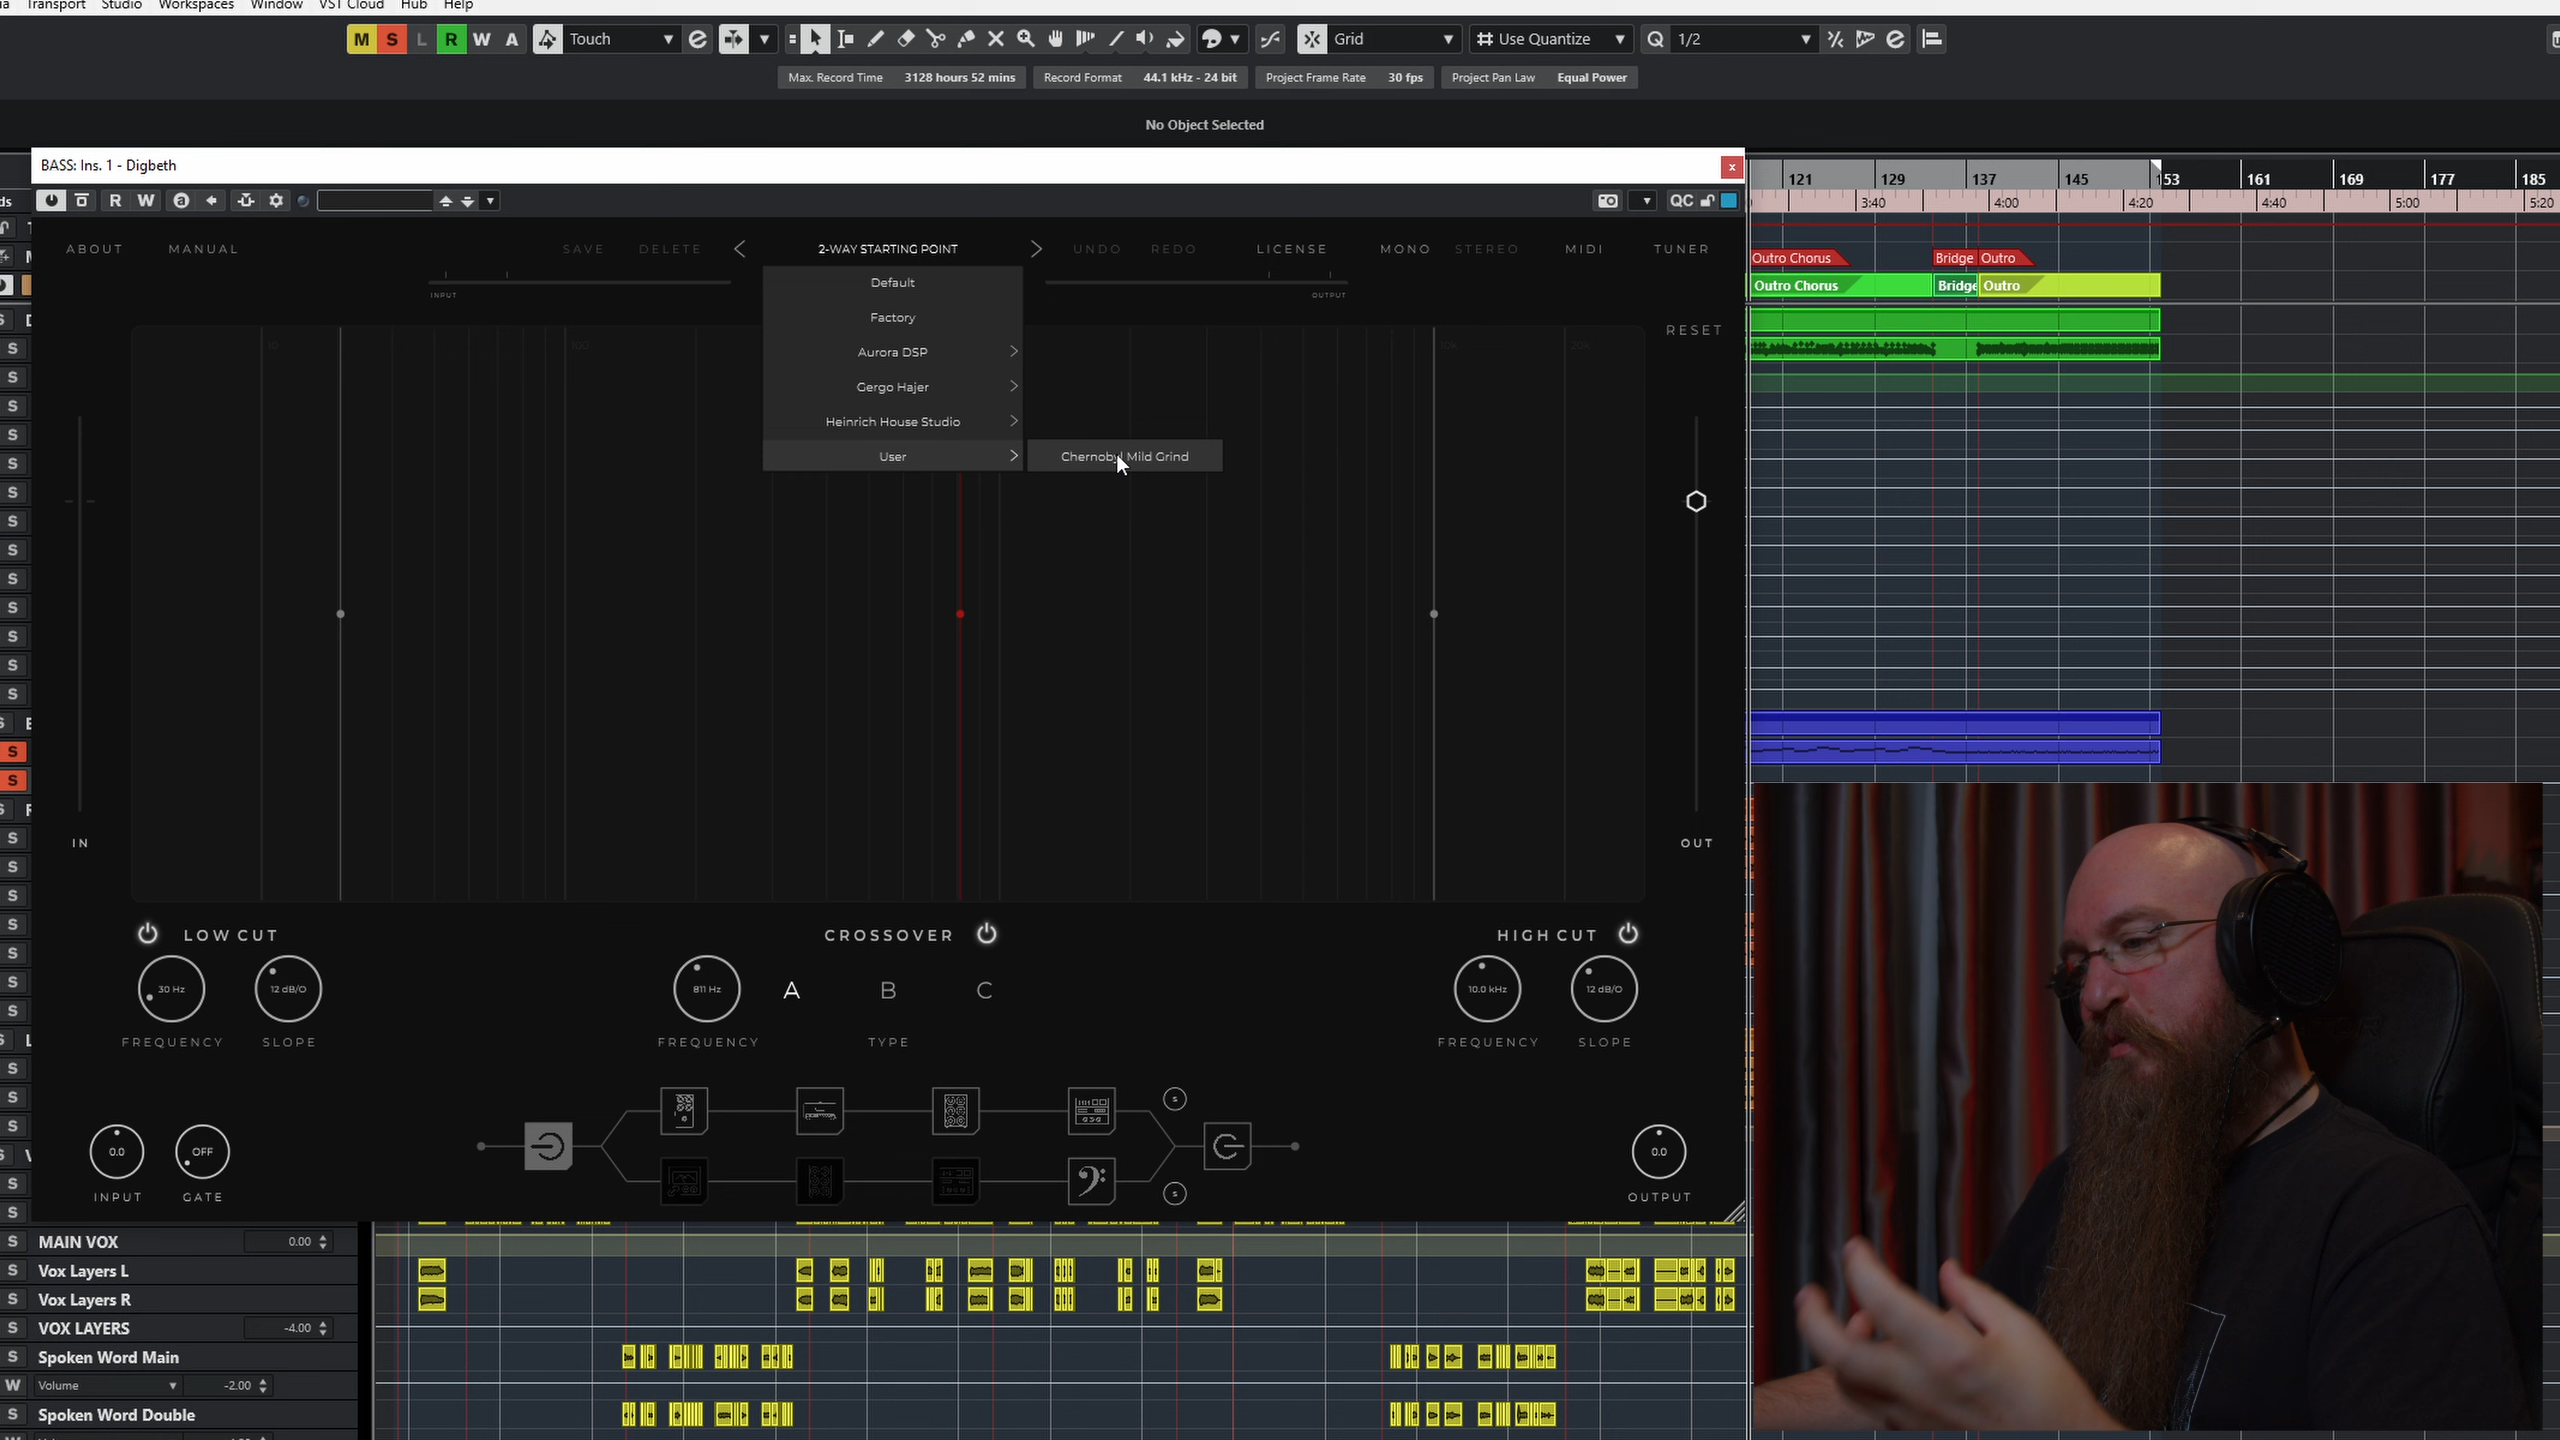 Transport Studio Workspaces Window VST Cloud Hub Help
M S L R W A Touch Grid Use Quantize Q 1/2
Max. Record Time 3128 hours 52 mins Record Format 44.1 kHz - 24 bit Project Frame Rate 30 fps Project Pan Law Equal Power
No Object Selected
BASS: Ins. 1 - Digbeth
R W QC
121 129 137 145 153 161 169 177 185
3:40 4:00 4:20 4:40 5:00 5:20
ABOUT MANUAL SAVE DELETE 2-WAY STARTING POINT UNDO REDO LICENSE MONO STEREO MIDI TUNER
Outro Chorus Bridge Outro
Outro Chorus Bridge Outro
Default
INPUT OUTPUT
Factory
RESET
Aurora DSP
Gergo Hajer
Heinrich House Studio
User
Chernobyl Mild Grind
10 100 10k 20k
IN OUT
LOW CUT CROSSOVER HIGH CUT
30 Hz 12 dB/O 811 Hz A B C 10.0 kHz 12 dB/O
FREQUENCY SLOPE FREQUENCY TYPE FREQUENCY SLOPE
S
0.0 OFF 0.0
S
INPUT GATE OUTPUT
S MAIN VOX 0.00
S Vox Layers L
S Vox Layers R
S VOX LAYERS -4.00
S Spoken Word Main
W Volume -2.00
S Spoken Word Double